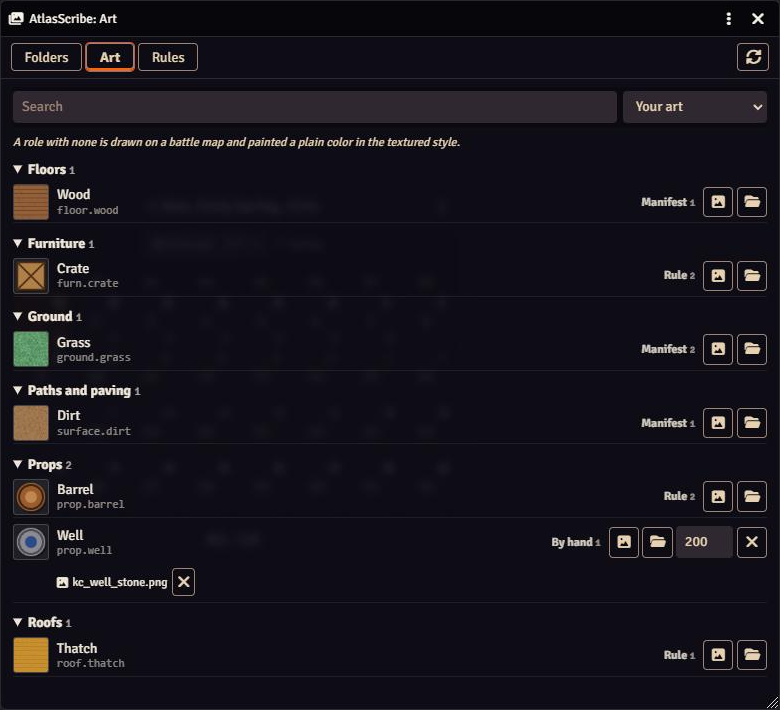 AtlasScribe: Art
Folders Art Rules
Search Your art
A role with none is drawn on a battle map and painted a plain color in the textured style.
Floors 1
Wood Manifest 1
floor.wood
Furniture 1
Crate Rule 2
furn.crate
Ground 1
Grass Manifest 2
ground.grass
Paths and paving 1
Dirt Manifest 1
surface.dirt
Props 2
Barrel Rule 2
prop.barrel
Well By hand 1 200
prop.well
kc_well_stone.png
Roofs 1
Thatch Rule 1
roof.thatch